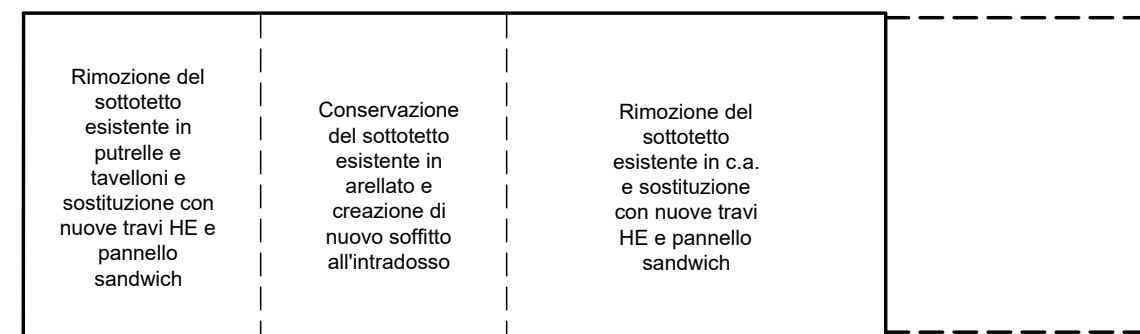 Rimozione del
sottotetto
esistente in
putrelle e
tavelloni e
sostituzione con
nuove travi HE e
pannello
sandwich
Conservazione
del sottotetto
esistente in
arellato e
creazione di
nuovo soffitto
all'intradosso
Rimozione del
sottotetto
esistente in c.a.
e sostituzione
con nuove travi
HE e pannello
sandwich